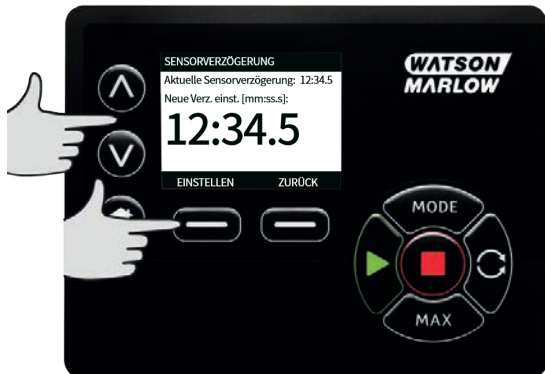 SENSORVERZÖGERUNG
Aktuelle Sensorverzögerung: 12:34.5
Neue Verz. einst. [mm:ss.s]:
12:34.5
EINSTELLEN ZURÜCK
WATSON
MARLOW
MODE
MAX